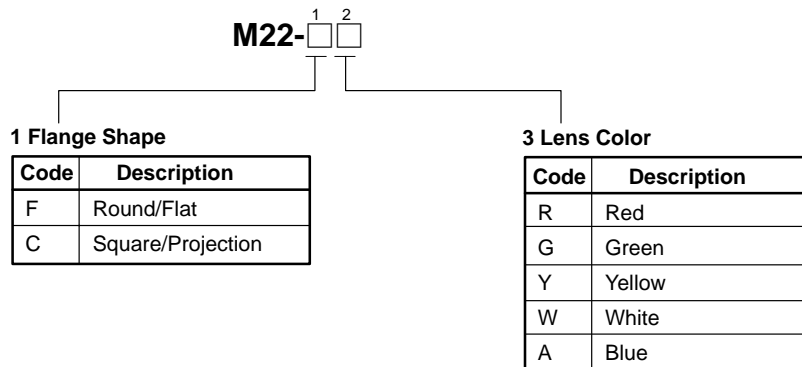 1 2
M22-
1 Flange Shape
Code Description
F Round/Flat
C Square/Projection
3 Lens Color
Code Description
R Red
G Green
Y Yellow
W White
A Blue